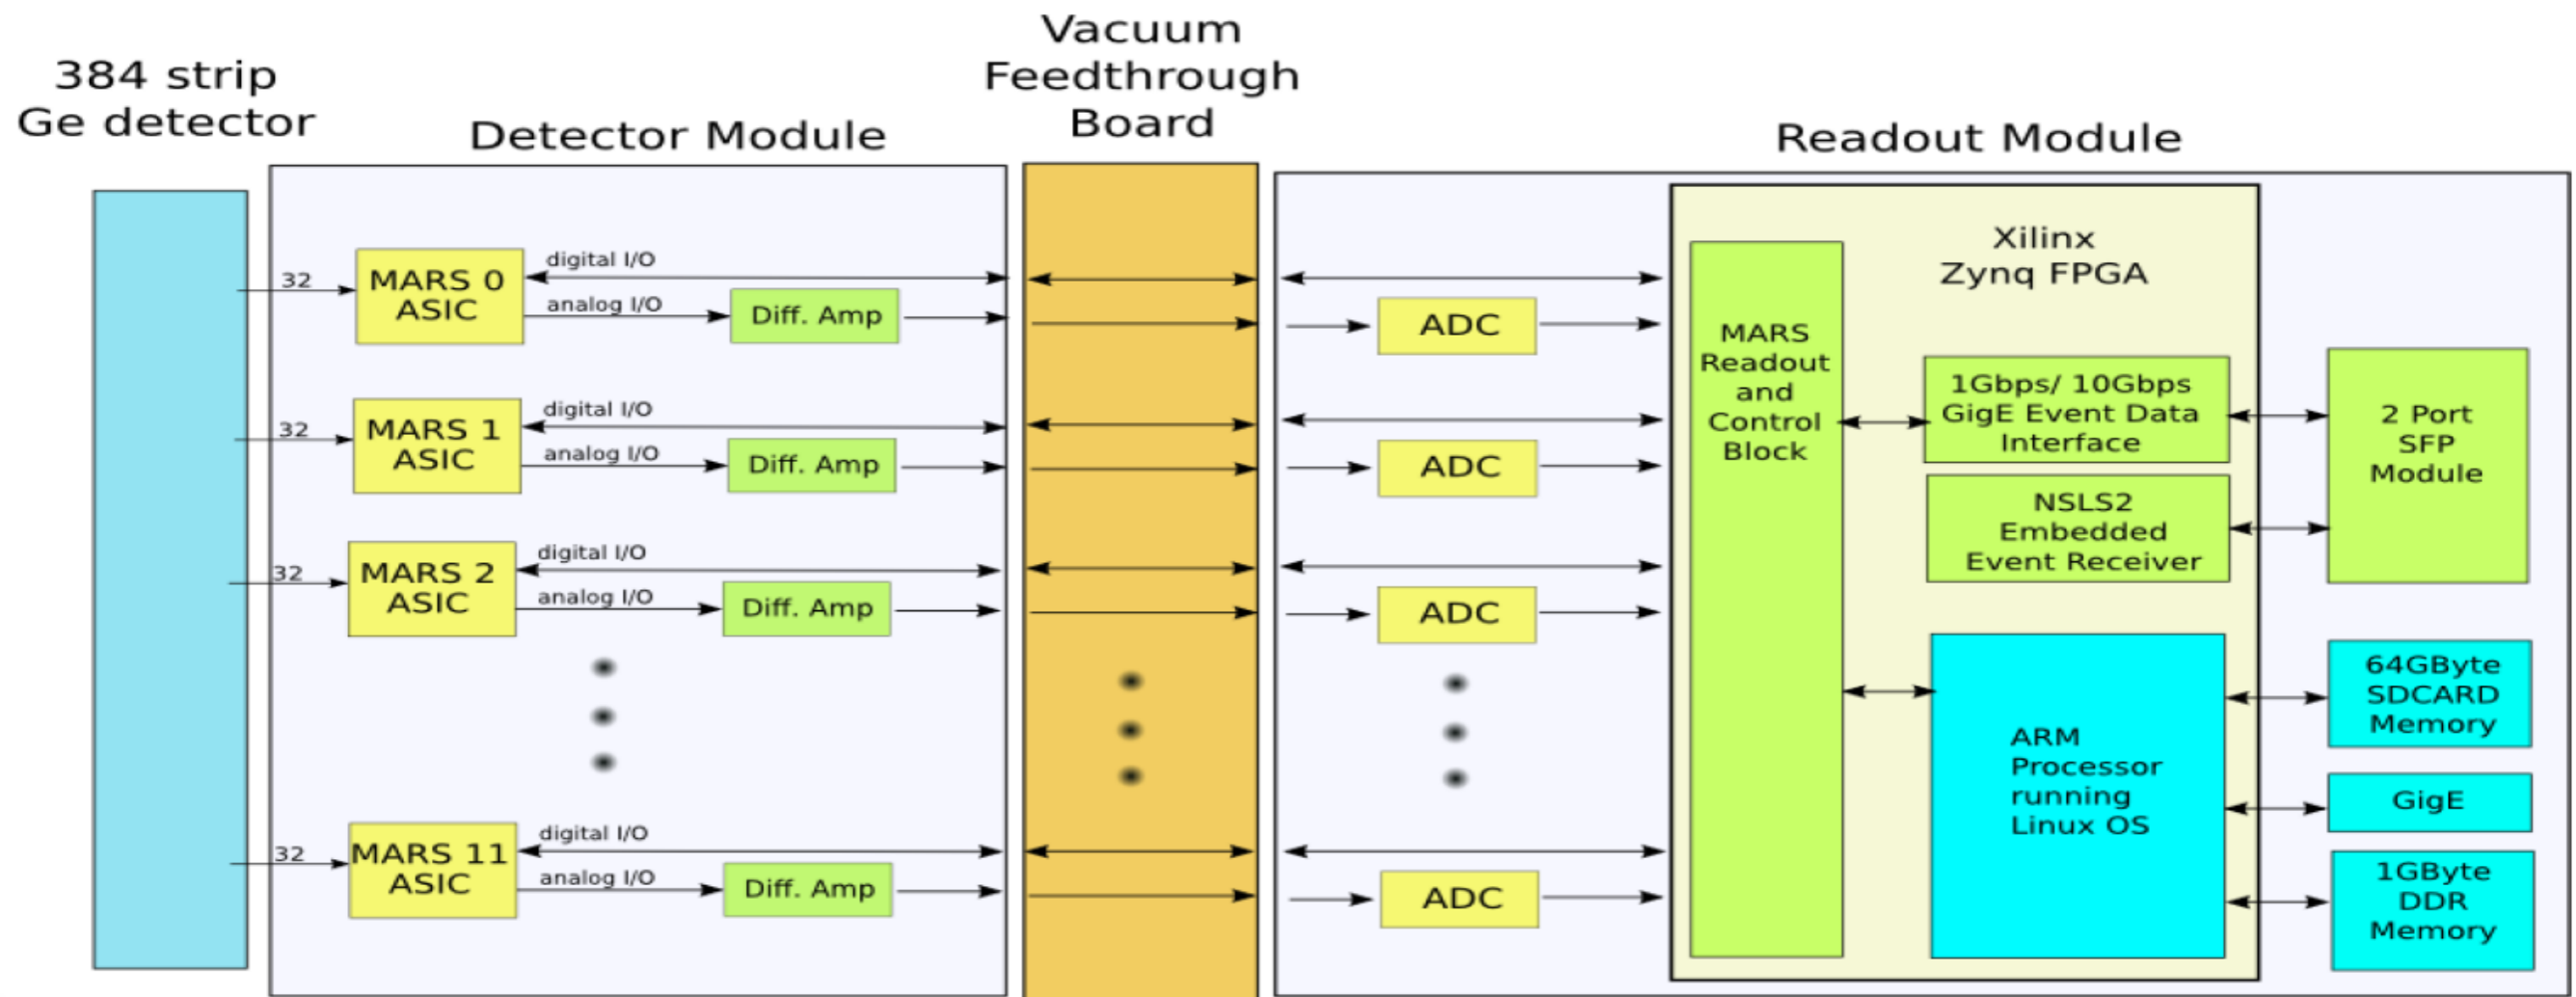 384 strip
Ge detector
Detector Module
Vacuum
Feedthrough
Board
Readout Module
32
MARS 0
ASIC
digital I/O
analog I/O
Diff. Amp
ADC
32
MARS 1
ASIC
digital I/O
analog I/O
Diff. Amp
ADC
32
MARS 2
ASIC
digital I/O
analog I/O
Diff. Amp
ADC
32
MARS 11
ASIC
digital I/O
analog I/O
Diff. Amp
ADC
MARS
Readout
and
Control
Block
Xilinx
Zynq FPGA
1Gbps/ 10Gbps
GigE Event Data
Interface
NSLS2
Embedded
Event Receiver
ARM
Processor
running
Linux OS
2 Port
SFP
Module
64GByte
SDCARD
Memory
GigE
1GByte
DDR
Memory